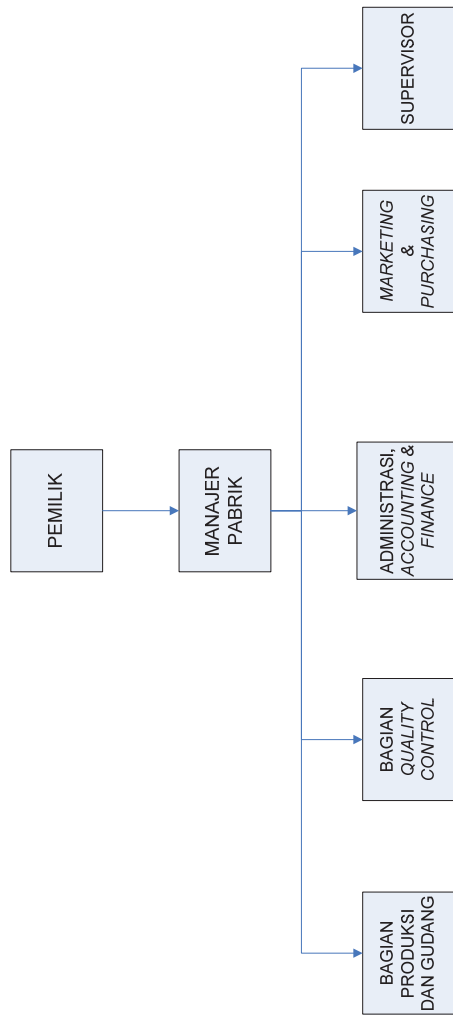 PEMILIK
MANAJER
PABRIK
BAGIAN
PRODUKSI
DAN GUDANG
BAGIAN
QUALITY
CONTROL
ADMINISTRASI,
ACCOUNTING &
FINANCE
MARKETING
&
PURCHASING
SUPERVISOR